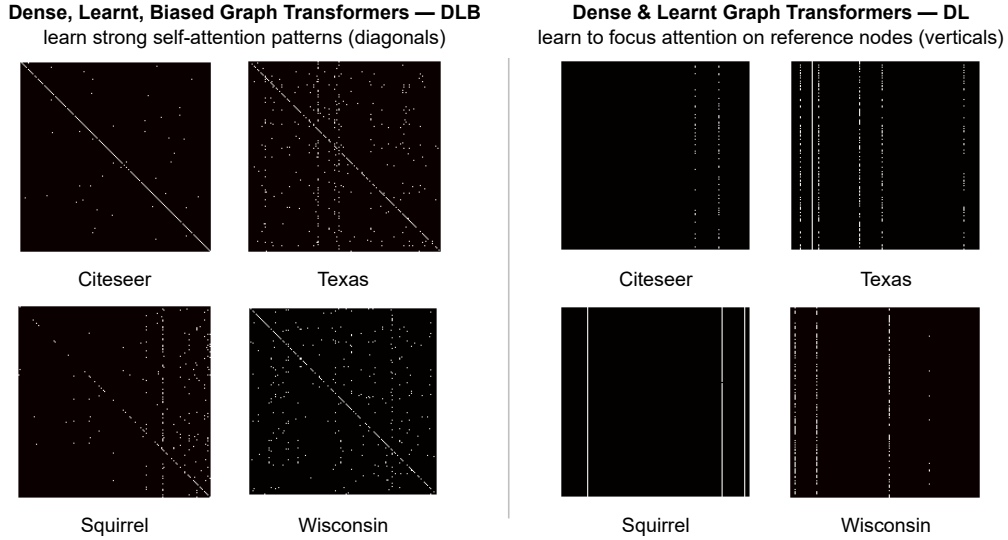 Dense, Learnt, Biased Graph Transformers — DLB
learn strong self-attention patterns (diagonals)
Citeseer
Texas
Squirrel
Wisconsin
Dense & Learnt Graph Transformers — DL
learn to focus attention on reference nodes (verticals)
Citeseer
Texas
Squirrel
Wisconsin